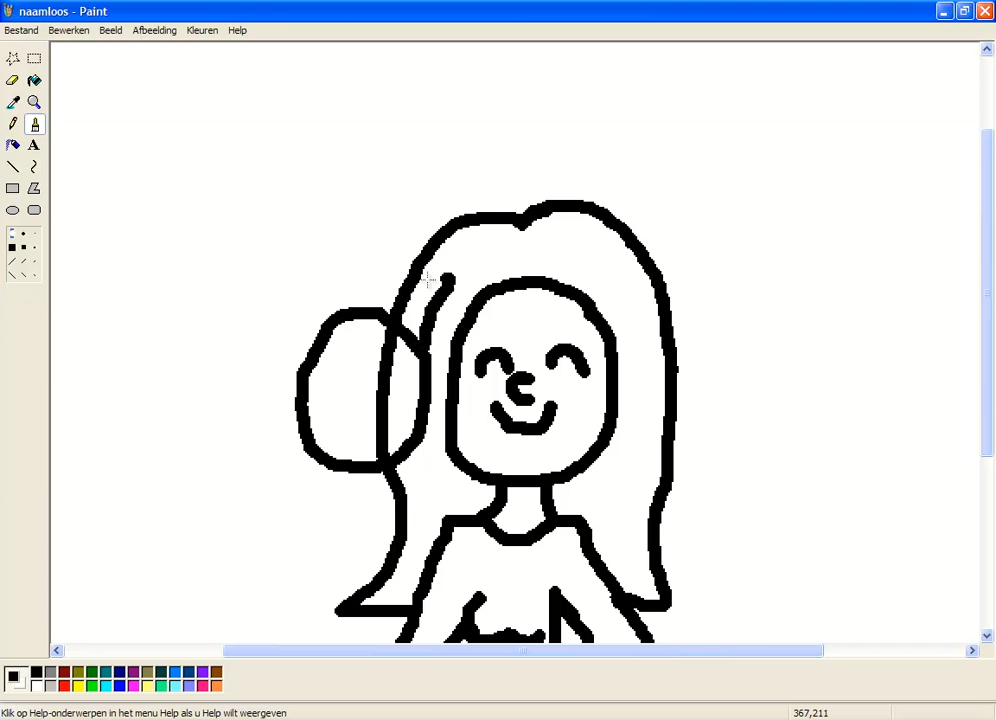 naamloos - Paint
Bestand Bewerken Beeld Afbeelding Kleuren Help
A
Klik op Help-onderwerpen in het menu Help als u Help wilt weergeven 367,211